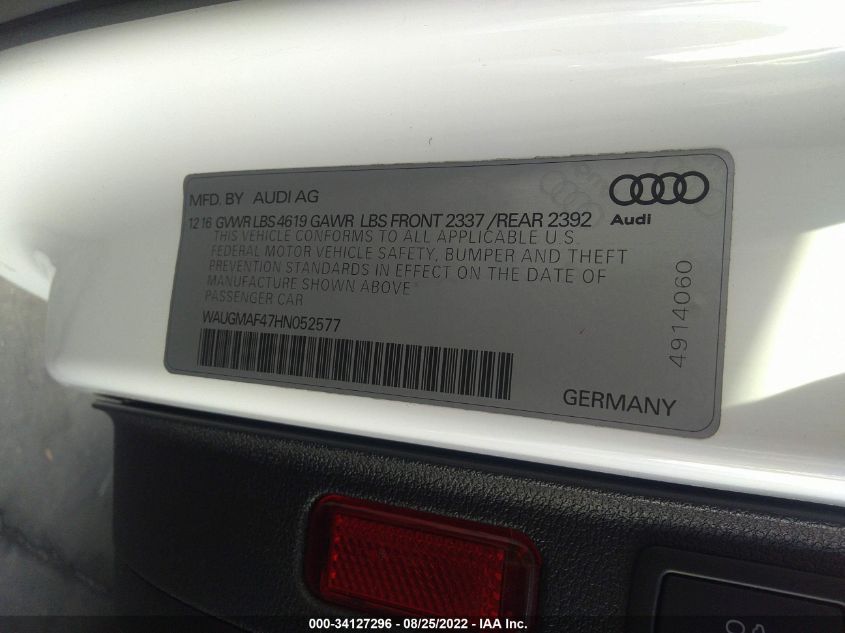 MFD. BY AUDI AG
Audi
12 16 GVWR LBS 4619 GAWR LBS FRONT 2337 /REAR 2392
THIS VEHICLE CONFORMS TO ALL APPLICABLE U.S
FEDERAL MOTOR VEHICLE SAFETY, BUMPER AND THEFT
PREVENTION STANDARDS IN EFFECT ON THE DATE OF
MANUFACTURE SHOWN ABOVE
PASSENGER CAR
WAUGMAF47HN052577
4914060
GERMANY
000-34127296 - 08/25/2022 - IAA Inc.